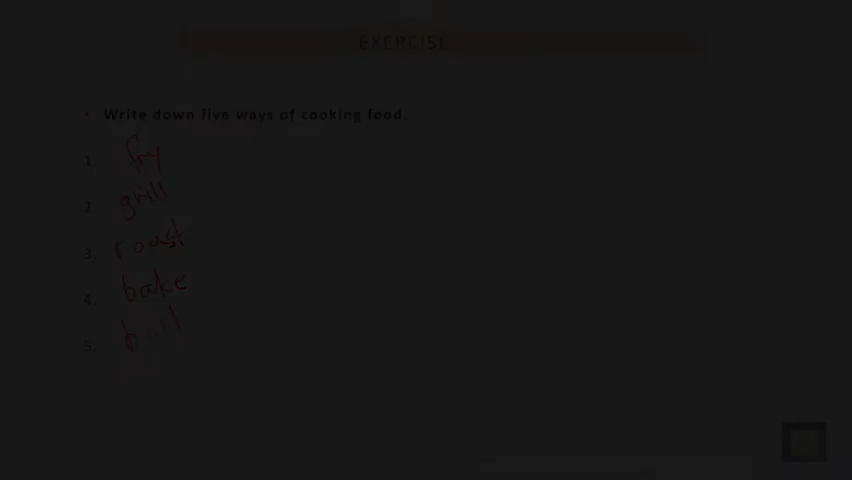 EXERCISE
• Write down five ways of cooking food.
1. fry
2. grill
3. roast
4. bake
5. boil